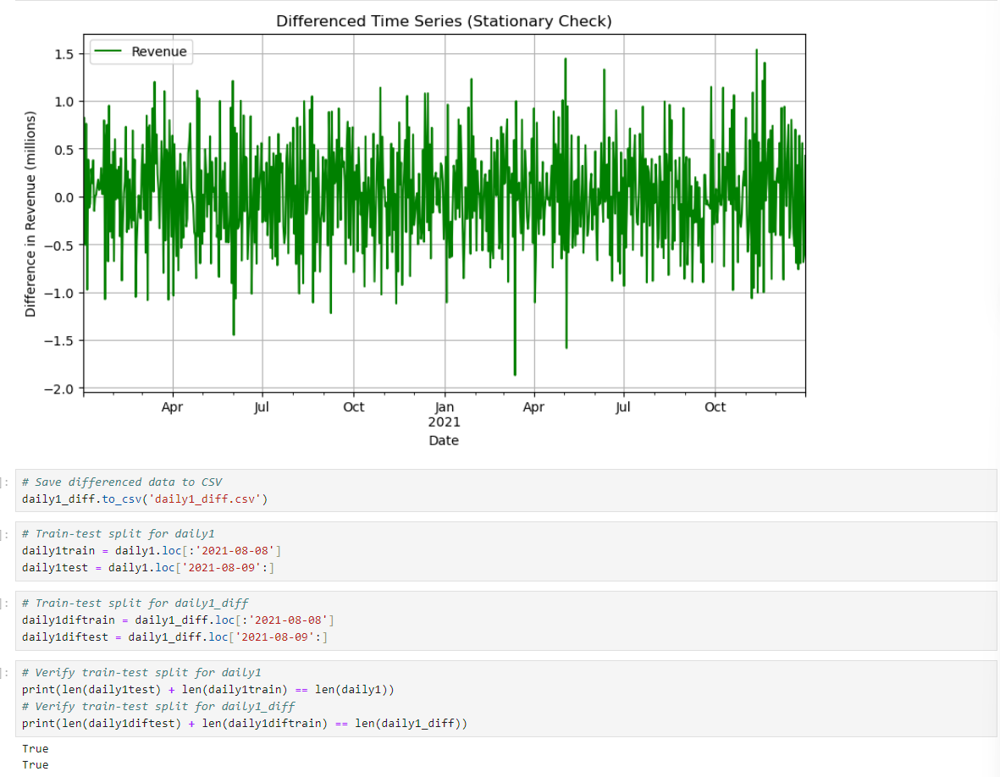 Differenced Time Series (Stationary Check)
Revenue
Difference in Revenue (millions)
1.5
1.0
0.5
0.0
−0.5
−1.0
−1.5
−2.0
Apr
Jul
Oct
Jan
2021
Apr
Jul
Oct
Date
]:
# Save differenced data to CSV
daily1_diff.to_csv('daily1_diff.csv')
]:
# Train-test split for daily1
daily1train = daily1.loc[:'2021-08-08']
daily1test = daily1.loc['2021-08-09':]
]:
# Train-test split for daily1_diff
daily1diftrain = daily1_diff.loc[:'2021-08-08']
daily1diftest = daily1_diff.loc['2021-08-09':]
]:
# Verify train-test split for daily1
print(len(daily1test) + len(daily1train) == len(daily1))
# Verify train-test split for daily1_diff
print(len(daily1diftest) + len(daily1diftrain) == len(daily1_diff))
True
True